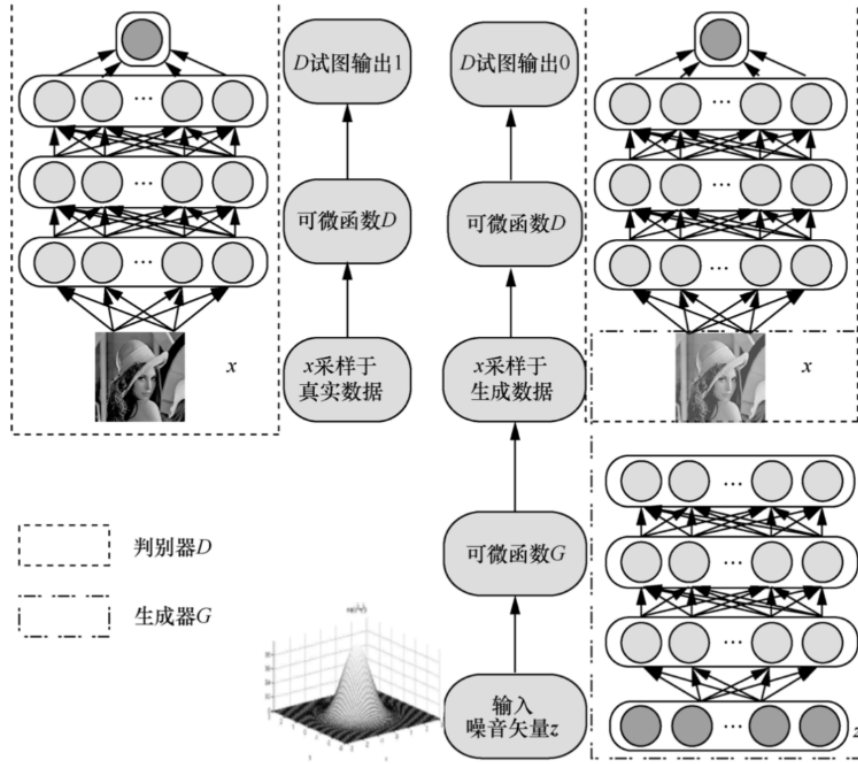 D试图输出1
D试图输出0
...
...
...
...
可微函数D
可微函数D
...
...
x
x采样于
真实数据
x采样于
生成数据
x
...
判别器D
可微函数G
...
生成器G
...
输入
噪音矢量z
...
z